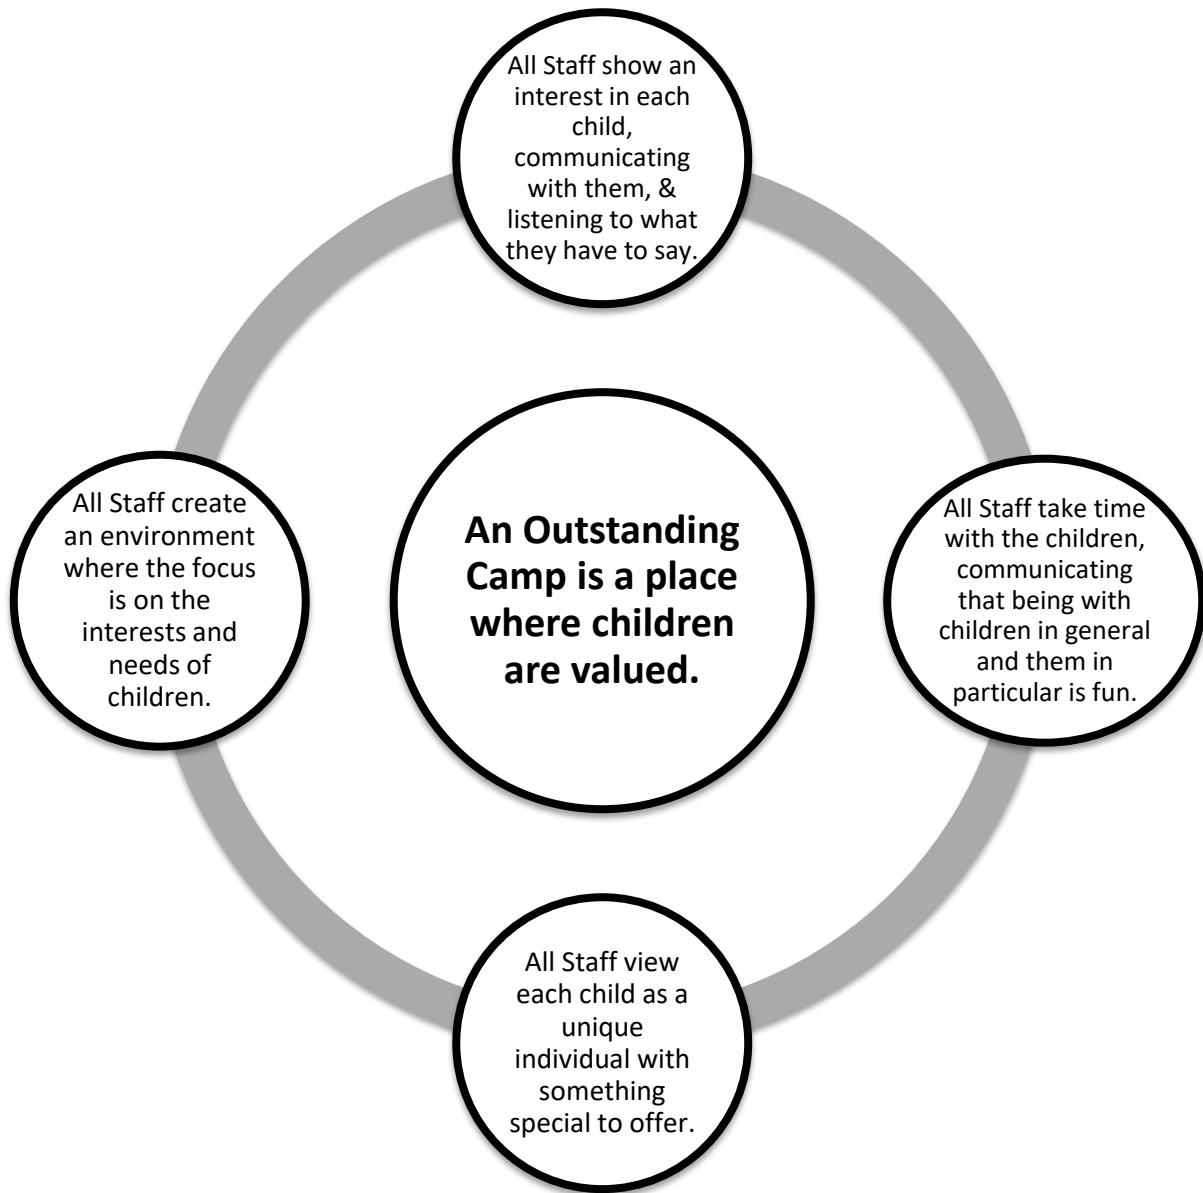 All Staff show an
interest in each
child,
communicating
with them, &
listening to what
they have to say.
An Outstanding
Camp is a place
where children
are valued.
All Staff take time
with the children,
communicating
that being with
children in general
and them in
particular is fun.
All Staff view
each child as a
unique
individual with
something
special to offer.
All Staff create
an environment
where the focus
is on the
interests and
needs of
children.